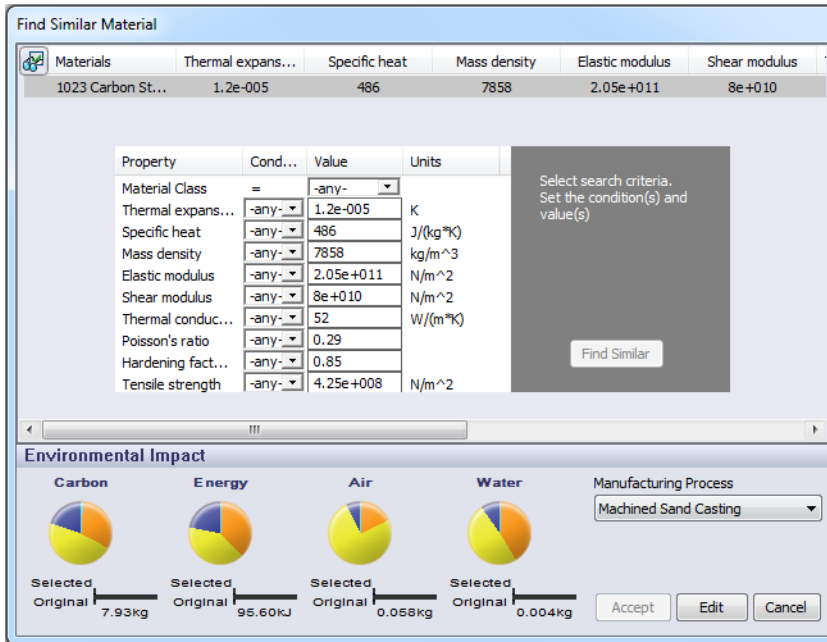 Find Similar Material
Materials Thermal expans... Specific heat Mass density Elastic modulus Shear modulus
1023 Carbon St... 1.2e-005 486 7858 2.05e+011 8e+010
Property Cond... Value Units
Material Class = -any-
Thermal expans... -any- 1.2e-005 K
Specific heat -any- 486 J/(kg*K)
Mass density -any- 7858 kg/m^3
Elastic modulus -any- 2.05e+011 N/m^2
Shear modulus -any- 8e+010 N/m^2
Thermal conduc... -any- 52 W/(m*K)
Poisson's ratio -any- 0.29
Hardening fact... -any- 0.85
Tensile strength -any- 4.25e+008 N/m^2
Select search criteria.
Set the condition(s) and
value(s)
Find Similar
Environmental Impact
Carbon Energy Air Water
Manufacturing Process
Machined Sand Casting
Selected Selected Selected Selected
Original Original Original Original
7.93kg 95.60kJ 0.058kg 0.004kg
Accept Edit Cancel